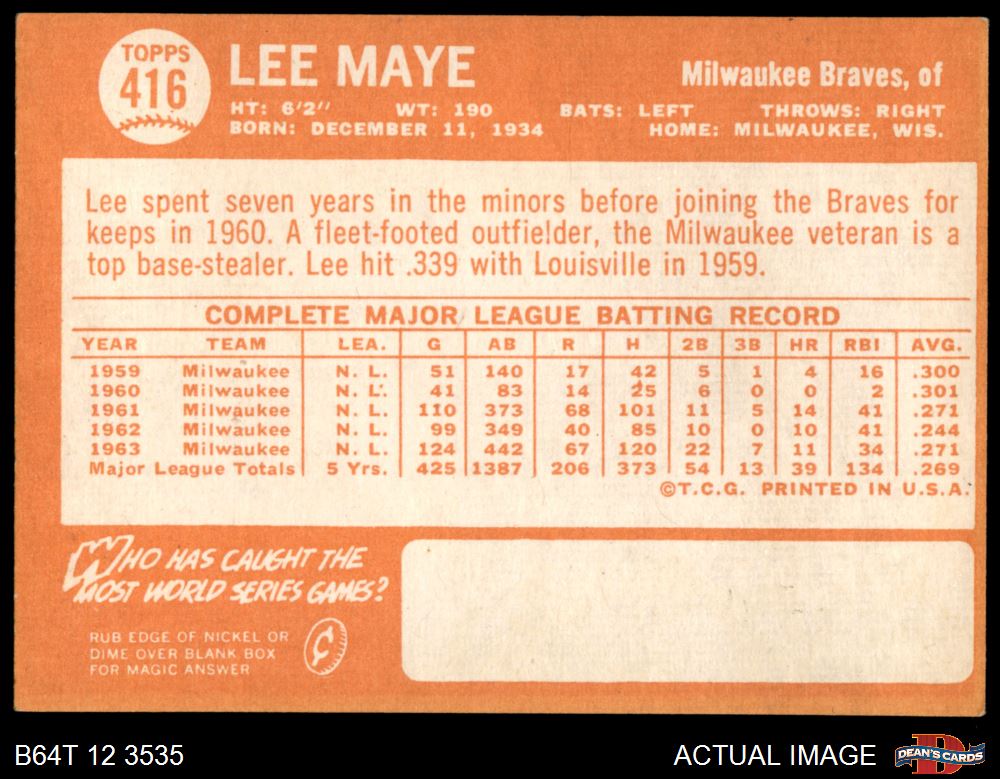 TOPPS
416
LEE MAYE
Milwaukee Braves, of
HT: 6'2" WT: 190 BATS: LEFT THROWS: RIGHT
BORN: DECEMBER 11, 1934 HOME: MILWAUKEE, WIS.
Lee spent seven years in the minors before joining the Braves for
keeps in 1960. A fleet-footed outfielder, the Milwaukee veteran is a
top base-stealer. Lee hit .339 with Louisville in 1959.
COMPLETE MAJOR LEAGUE BATTING RECORD
YEAR TEAM LEA. G AB R H 2B 3B HR RBI AVG.
1959 Milwaukee N. L. 51 140 17 42 5 1 4 16 .300
1960 Milwaukee N. L. 41 83 14 25 6 0 0 2 .301
1961 Milwaukee N. L. 110 373 68 101 11 5 14 41 .271
1962 Milwaukee N. L. 99 349 40 85 10 0 10 41 .244
1963 Milwaukee N. L. 124 442 67 120 22 7 11 34 .271
Major League Totals 5 Yrs. 425 1387 206 373 54 13 39 134 .269
©T.C.G. PRINTED IN U.S.A.
WHO HAS CAUGHT THE
MOST WORLD SERIES GAMES?
RUB EDGE OF NICKEL OR
DIME OVER BLANK BOX
FOR MAGIC ANSWER
¢
B64T 12 3535
ACTUAL IMAGE
D
DEAN'S CARDS